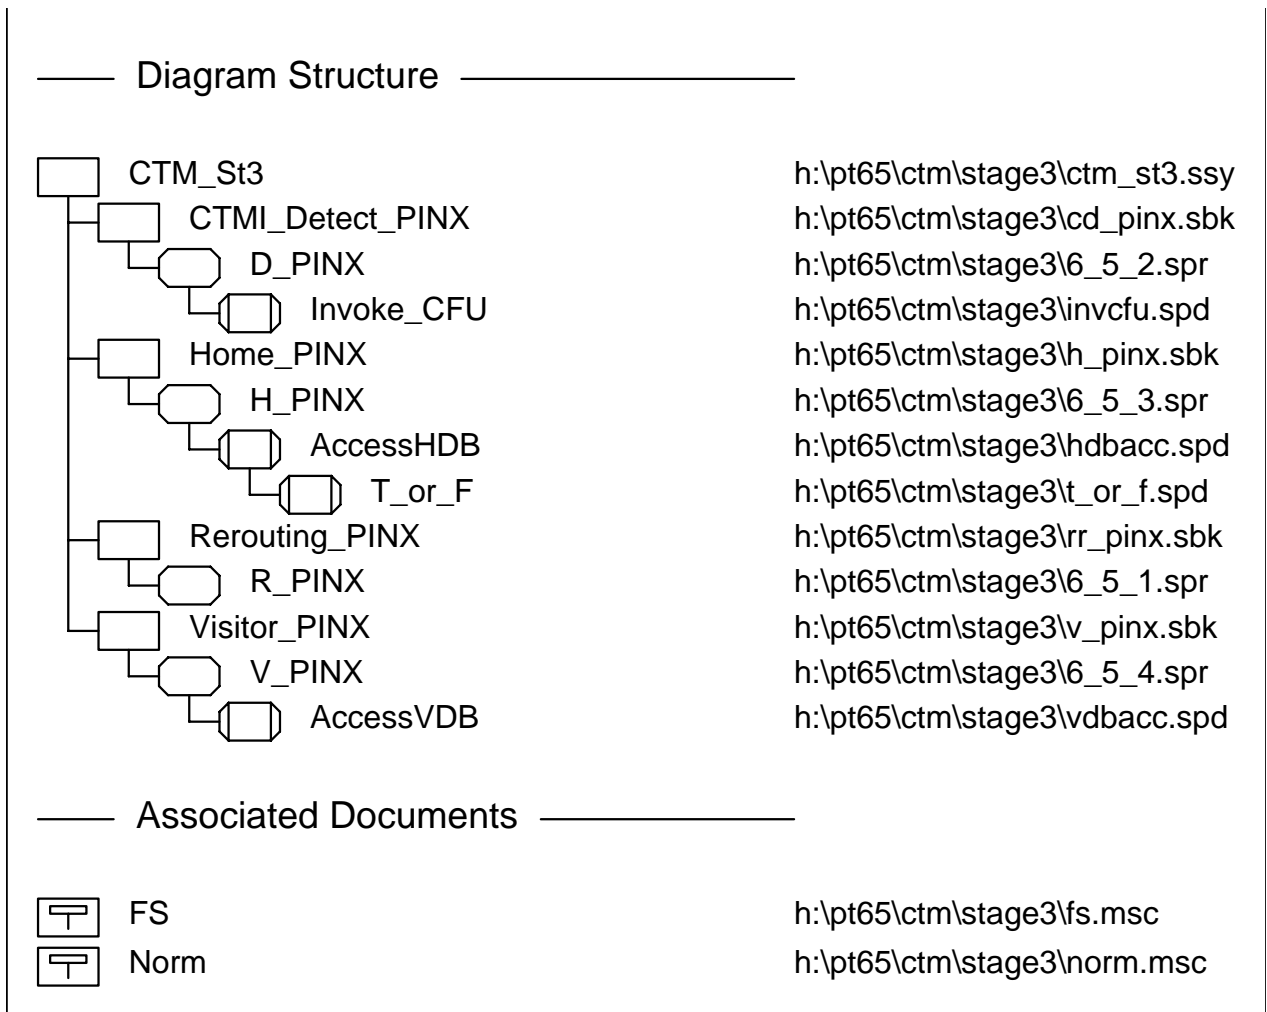 Diagram Structure
CTM_St3 h:\pt65\ctm\stage3\ctm_st3.ssy
CTMI_Detect_PINX h:\pt65\ctm\stage3\cd_pinx.sbk
D_PINX h:\pt65\ctm\stage3\6_5_2.spr
Invoke_CFU h:\pt65\ctm\stage3\invcfu.spd
Home_PINX h:\pt65\ctm\stage3\h_pinx.sbk
H_PINX h:\pt65\ctm\stage3\6_5_3.spr
AccessHDB h:\pt65\ctm\stage3\hdbacc.spd
T_or_F h:\pt65\ctm\stage3\t_or_f.spd
Rerouting_PINX h:\pt65\ctm\stage3\rr_pinx.sbk
R_PINX h:\pt65\ctm\stage3\6_5_1.spr
Visitor_PINX h:\pt65\ctm\stage3\v_pinx.sbk
V_PINX h:\pt65\ctm\stage3\6_5_4.spr
AccessVDB h:\pt65\ctm\stage3\vdbacc.spd
Associated Documents
FS h:\pt65\ctm\stage3\fs.msc
Norm h:\pt65\ctm\stage3\norm.msc